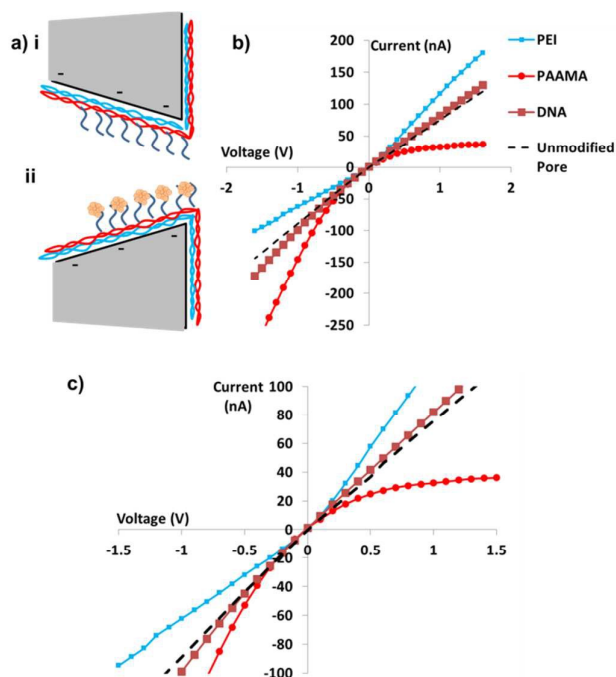 a) i
ii
b)
Current (nA)
200
150
100
50
0
-50
-100
-150
-200
-250
Voltage (V)
-2
-1
0
1
2
PEI
PAAMA
DNA
Unmodified
Pore
c)
Current
(nA)
100
80
60
40
20
0
-20
-40
-60
-80
-100
Voltage (V)
-1.5
-1
-0.5
0
0.5
1
1.5